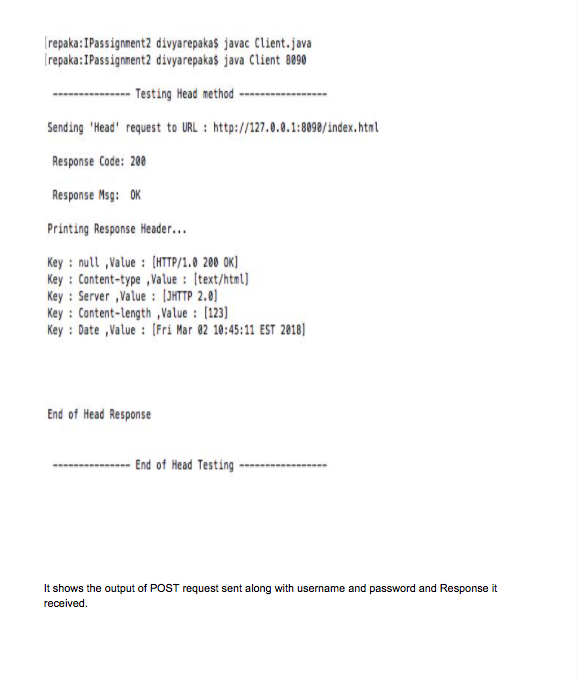 repaka:IPassignment2 divyarepaka$ javac Client.java
repaka:IPassignment2 divyarepaka$ java Client 8090
--------------- Testing Head method -----------------
Sending 'Head' request to URL : http://127.0.0.1:8090/index.html
Response Code: 200
Response Msg: OK
Printing Response Header...
Key : null ,Value : [HTTP/1.0 200 OK]
Key : Content-type ,Value : [text/html]
Key : Server ,Value : [JHTTP 2.0]
Key : Content-length ,Value : [123]
Key : Date ,Value : [Fri Mar 02 10:45:11 EST 2018]
End of Head Response
--------------- End of Head Testing -----------------
It shows the output of POST request sent along with username and password and Response it
received.